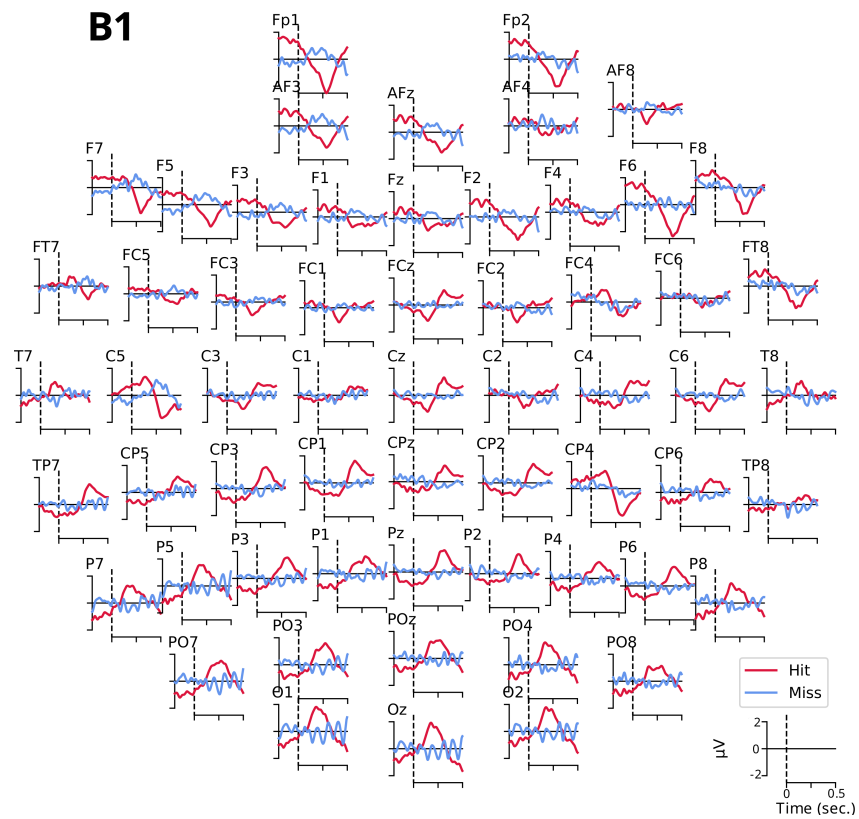 B1
Fp1 Fp2
AF3 AFz AF4 AF8
F7 F5 F3 F1 Fz F2 F4 F6 F8
FT7 FC5 FC3 FC1 FCz FC2 FC4 FC6 FT8
T7 C5 C3 C1 Cz C2 C4 C6 T8
TP7 CP5 CP3 CP1 CPz CP2 CP4 CP6 TP8
P7 P5 P3 P1 Pz P2 P4 P6 P8
PO7 PO3 POz PO4 PO8
O1 Oz O2
Hit
Miss
2
0
-2
µV
0 0.5
Time (sec.)